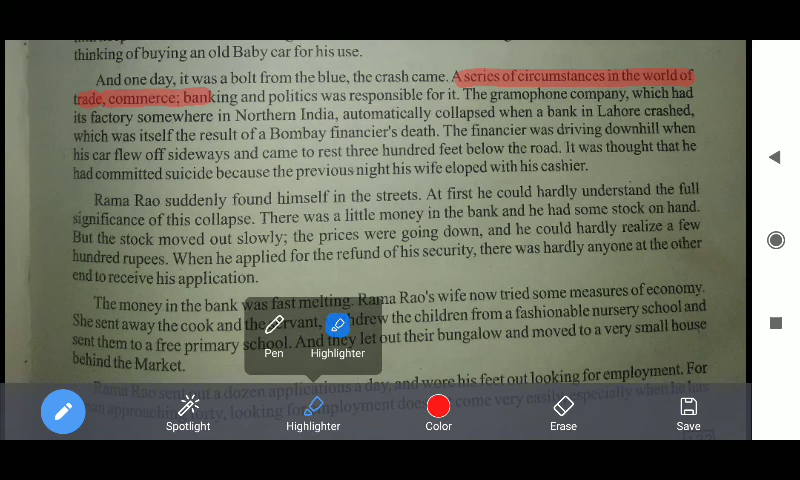 thinking of buying an old Baby car for his use.
And one day, it was a bolt from the blue, the crash came. A series of circumstances in the world of
trade, commerce; banking and politics was responsible for it. The gramophone company, which had
its factory somewhere in Northern India, automatically collapsed when a bank in Lahore crashed,
which was itself the result of a Bombay financier's death. The financier was driving downhill when
his car flew off sideways and came to rest three hundred feet below the road. It was thought that he
had committed suicide because the previous night his wife eloped with his cashier.
Rama Rao suddenly found himself in the streets. At first he could hardly understand the full
significance of this collapse. There was a little money in the bank and he had some stock on hand.
But the stock moved out slowly; the prices were going down, and he could hardly realize a few
hundred rupees. When he applied for the refund of his security, there was hardly anyone at the other
end to receive his application.
The money in the bank was fast melting. Rama Rao's wife now tried some measures of economy.
She sent away the cook and the servant, withdrew the children from a fashionable nursery school and
sent them to a free primary school. And they let out their bungalow and moved to a very small house
behind the Market.
Rama Rao sent out a dozen applications a day, and wore his feet out looking for employment. For
approaching forty, looking for employment does come very easily, especially when he has
Pen
Highlighter
Spotlight
Highlighter
Color
Erase
Save